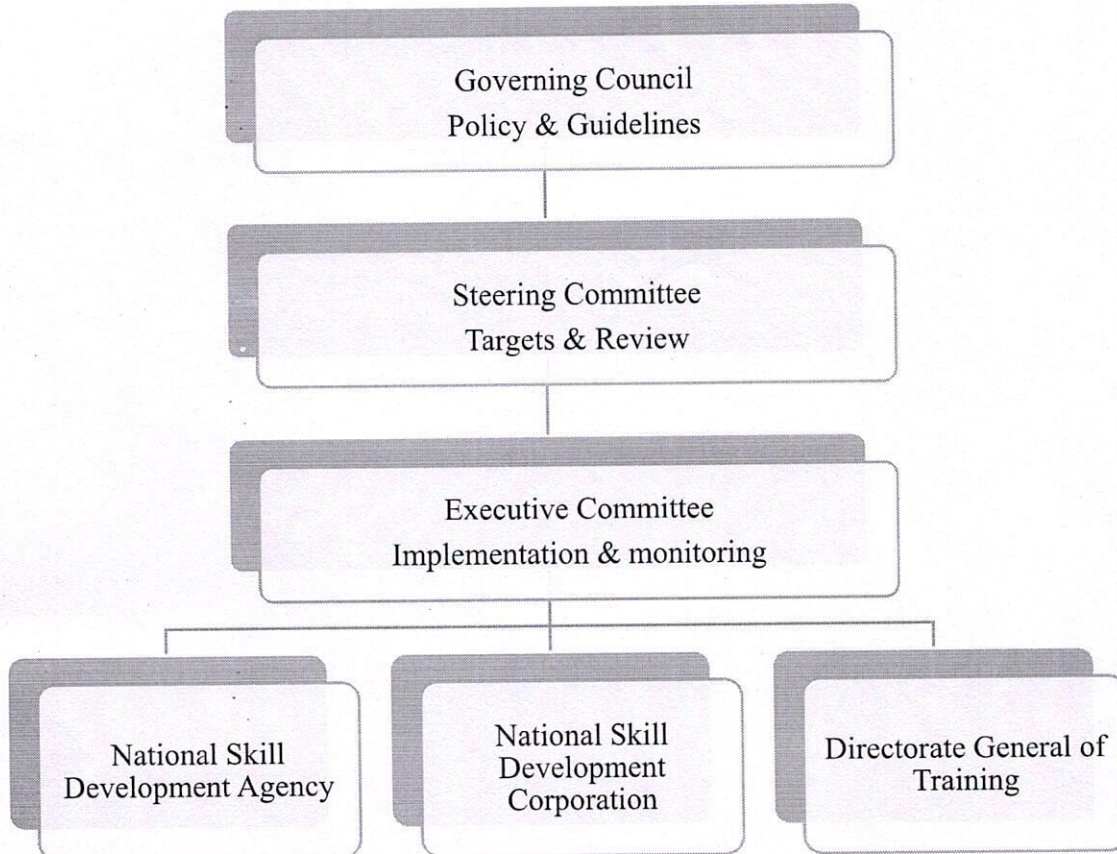 Governing Council
Policy & Guidelines
Steering Committee
Targets & Review
Executive Committee
Implementation & monitoring
National Skill
Development Agency
National Skill
Development
Corporation
Directorate General of
Training